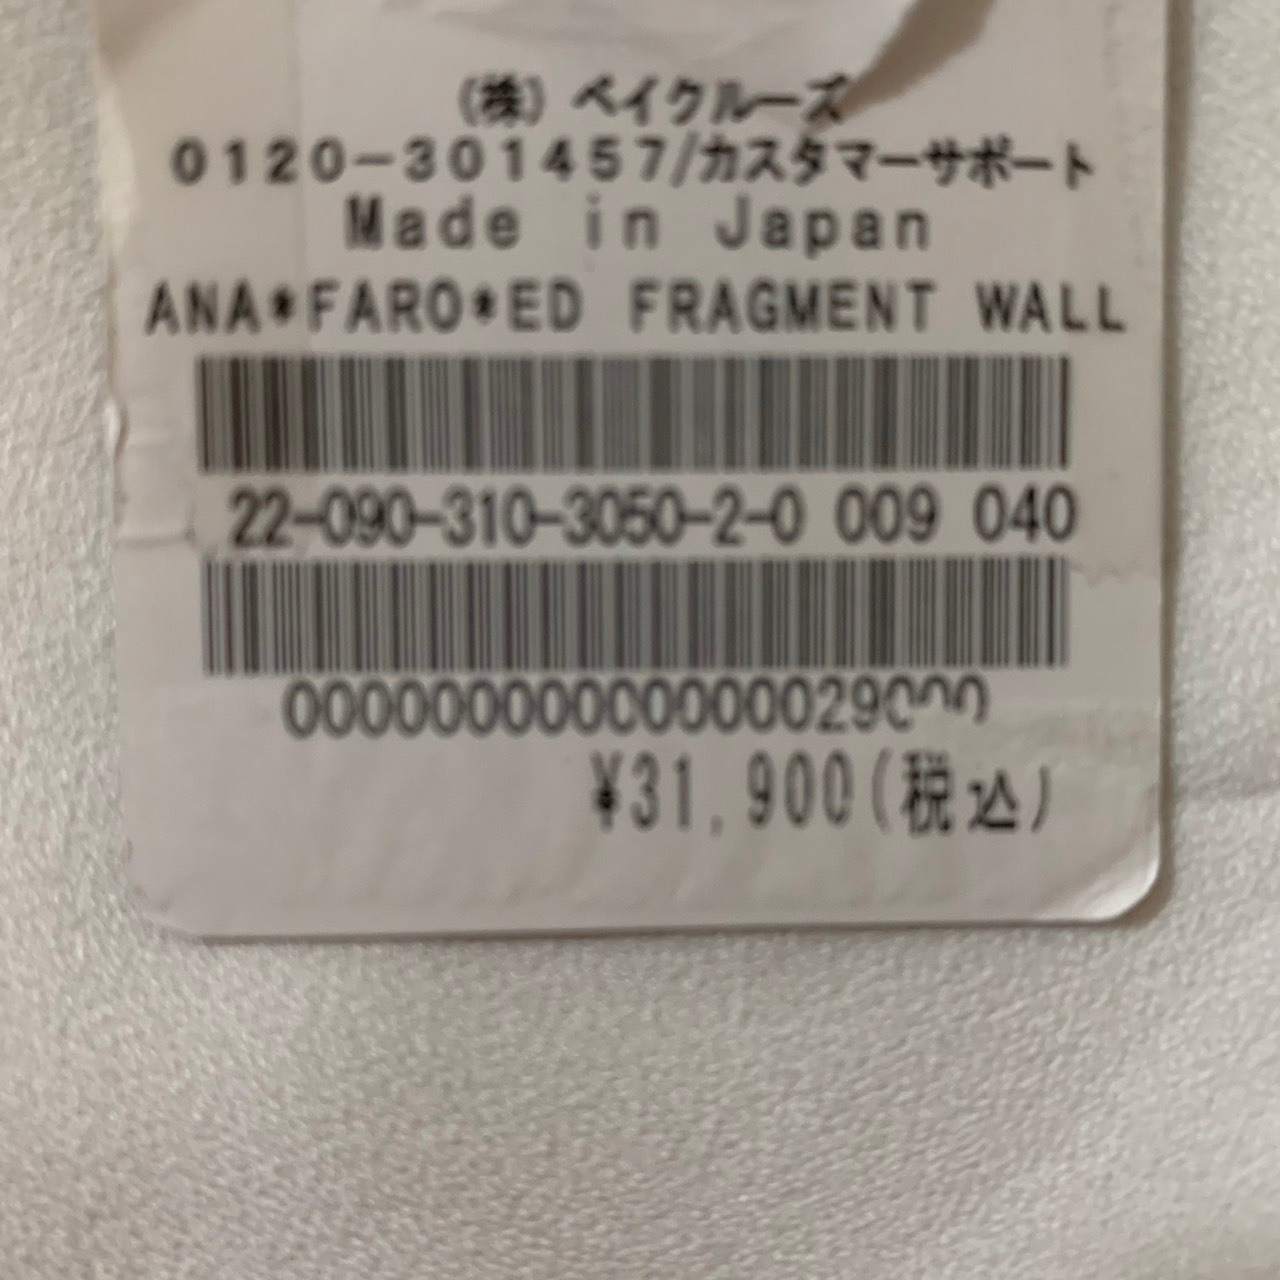 (株) ベイクルーズ
0120-301457/カスタマーサポート
Made in Japan
ANA*FARO*ED FRAGMENT WALL
22-090-310-3050-2-0 009 040
¥31,900(税込)